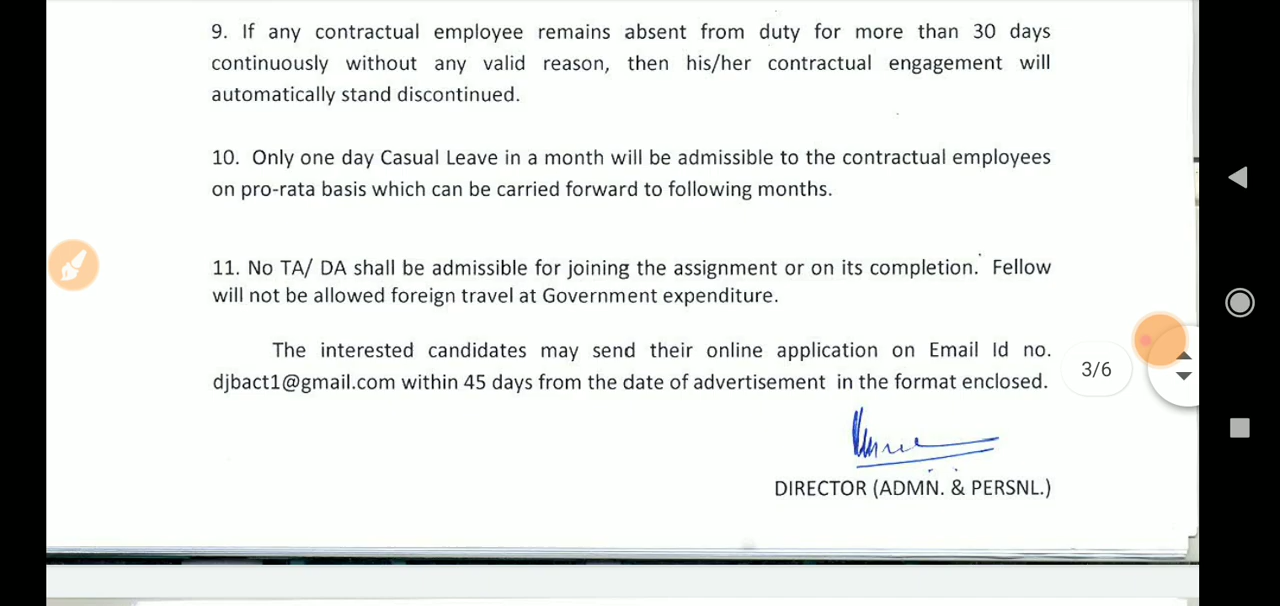 9. If any contractual employee remains absent from duty for more than 30 days
continuously without any valid reason, then his/her contractual engagement will
automatically stand discontinued.
10. Only one day Casual Leave in a month will be admissible to the contractual employees
on pro-rata basis which can be carried forward to following months.
11. No TA/ DA shall be admissible for joining the assignment or on its completion. Fellow
will not be allowed foreign travel at Government expenditure.
The interested candidates may send their online application on Email Id no.
djbact1@gmail.com within 45 days from the date of advertisement in the format enclosed.
3/6
DIRECTOR (ADMN. & PERSNL.)